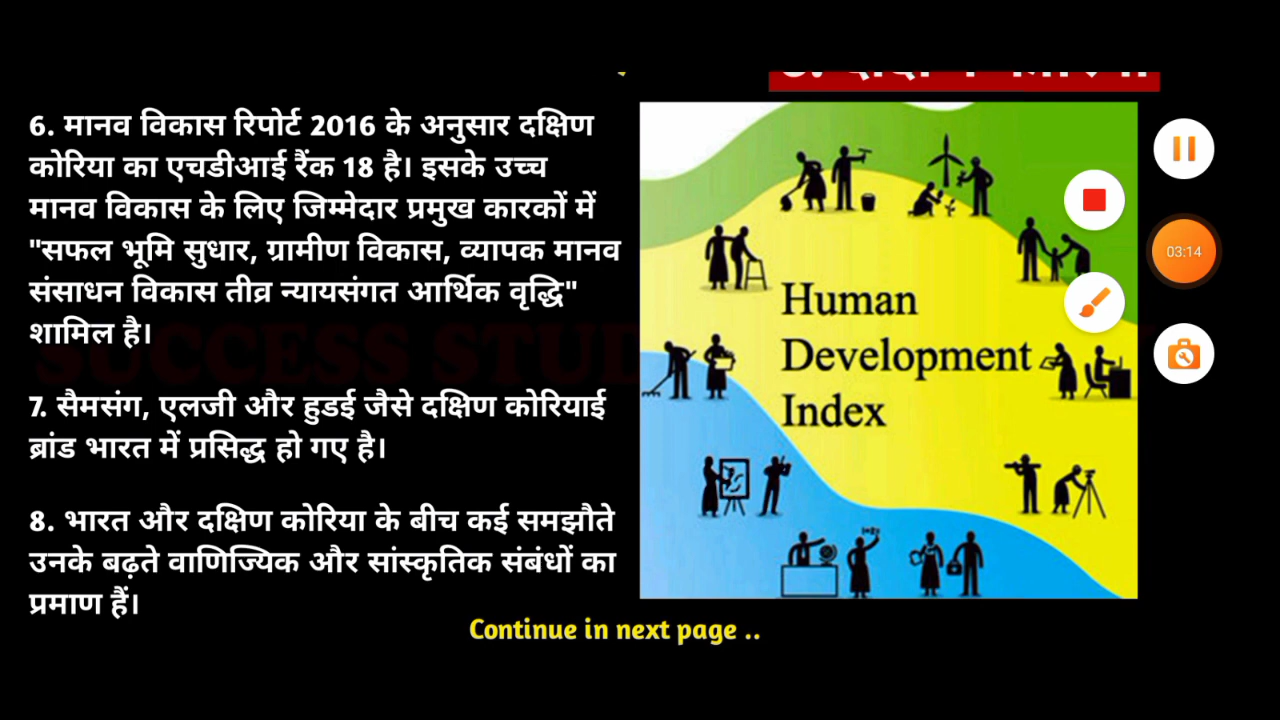 6. मानव विकास रिपोर्ट 2016 के अनुसार दक्षिण
कोरिया का एचडीआई रैंक 18 है। इसके उच्च
मानव विकास के लिए जिम्मेदार प्रमुख कारकों में
"सफल भूमि सुधार, ग्रामीण विकास, व्यापक मानव
संसाधन विकास तीव्र न्यायसंगत आर्थिक वृद्धि"
शामिल है।
7. सैमसंग, एलजी और हुडई जैसे दक्षिण कोरियाई
ब्रांड भारत में प्रसिद्ध हो गए है।
8. भारत और दक्षिण कोरिया के बीच कई समझौते
उनके बढ़ते वाणिज्यिक और सांस्कृतिक संबंधों का
प्रमाण हैं।
Human
Development
Index
03:14
SUCCESS
Continue in next page ..